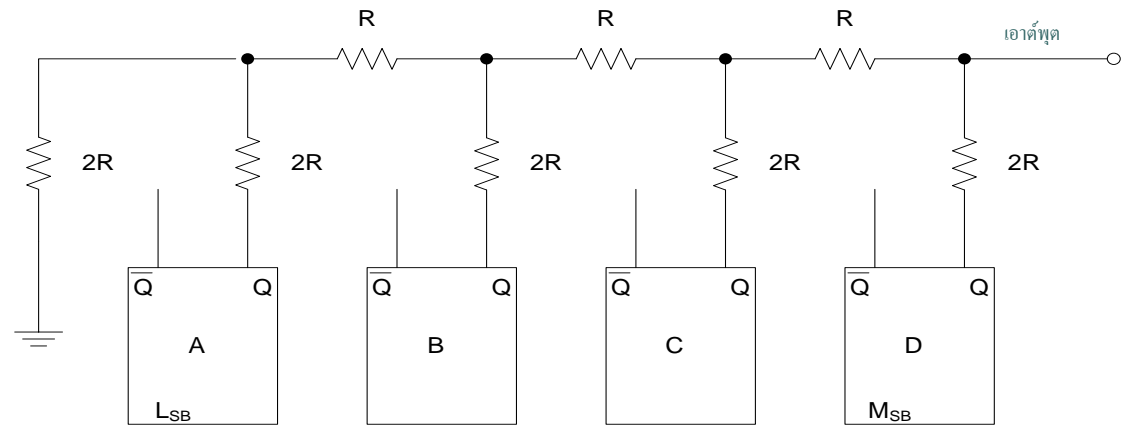 R R R
เอาต์พุต
2R 2R 2R 2R 2R
Q̅ Q Q̅ Q Q̅ Q Q̅ Q
A B C D
LSB MSB